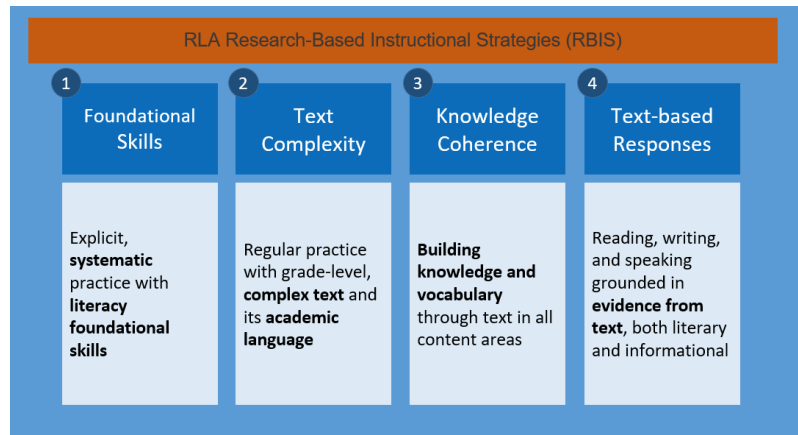 RLA Research-Based Instructional Strategies (RBIS)
1
Foundational
Skills
Explicit,
systematic
practice with
literacy
foundational
skills
2
Text
Complexity
Regular practice
with grade-level,
complex text and
its academic
language
3
Knowledge
Coherence
Building
knowledge and
vocabulary
through text in all
content areas
4
Text-based
Responses
Reading, writing,
and speaking
grounded in
evidence from
text, both literary
and informational